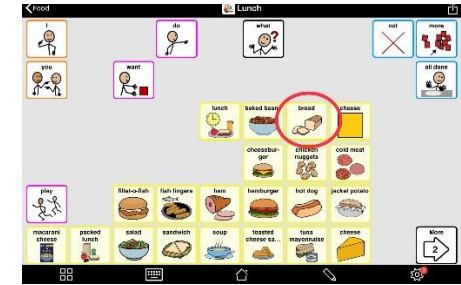 Food
Lunch
I
do
what
not
more
you
want
all done
lunch
baked beans
bread
cheese
cheesebur-
ger
chicken
nuggets
cold meat
play
fillet-o-fish
fish fingers
ham
hamburger
hot dog
jacket potato
macaroni
cheese
packed
lunch
salad
sandwich
soup
toasted
cheese sa...
tuna
mayonnaise
cheese
More
2